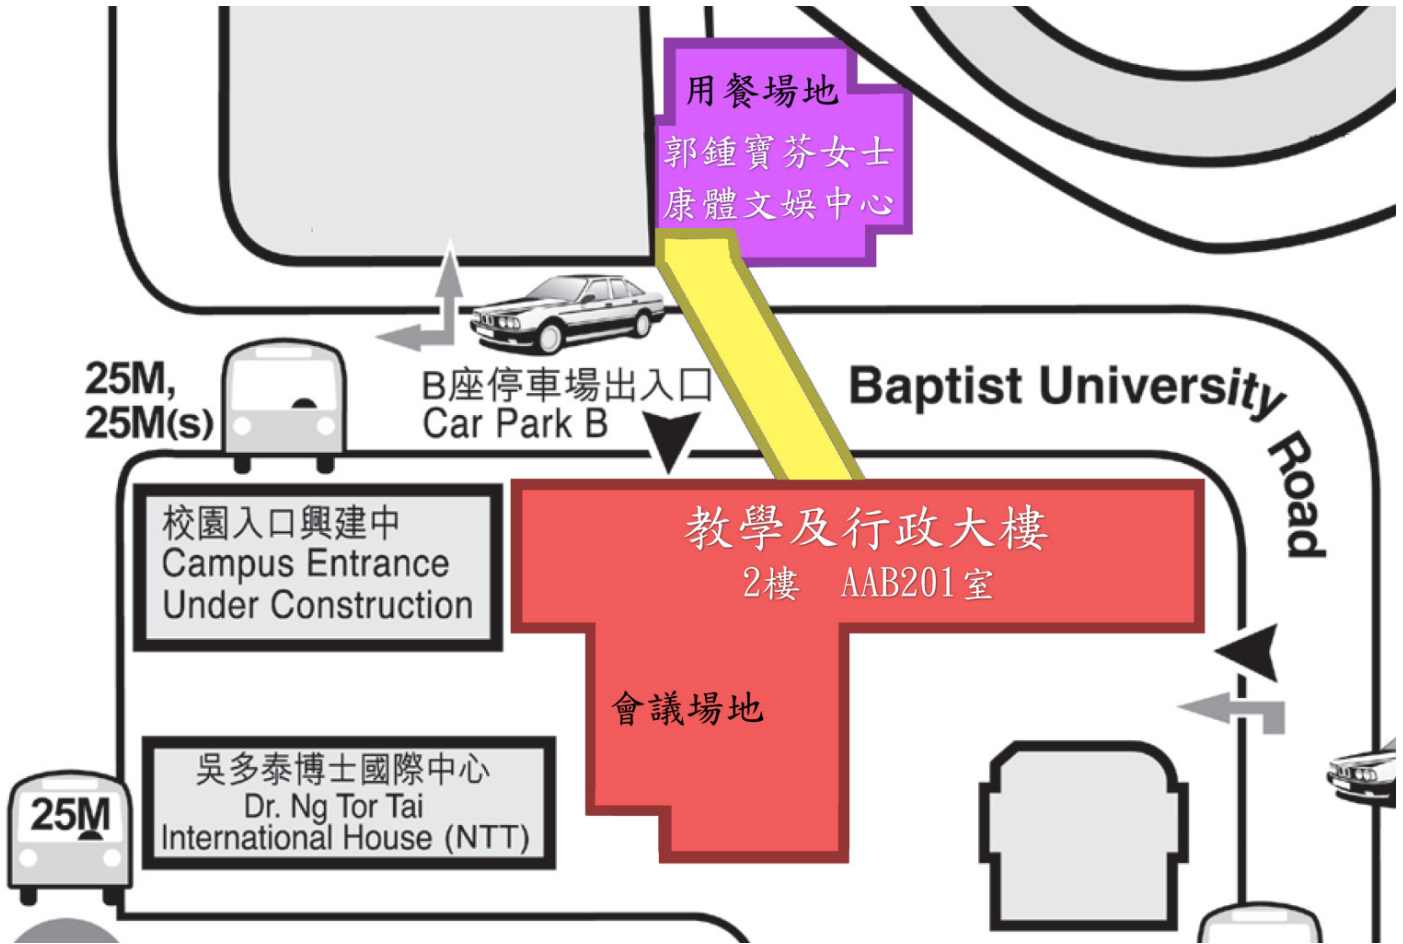 用餐場地
郭鍾寶芬女士
康體文娛中心
25M,
25M(s)
B座停車場出入口
Car Park B
Baptist University Road
校園入口興建中
Campus Entrance
Under Construction
教學及行政大樓
2樓 AAB201室
會議場地
吳多泰博士國際中心
Dr. Ng Tor Tai
International House (NTT)
25M